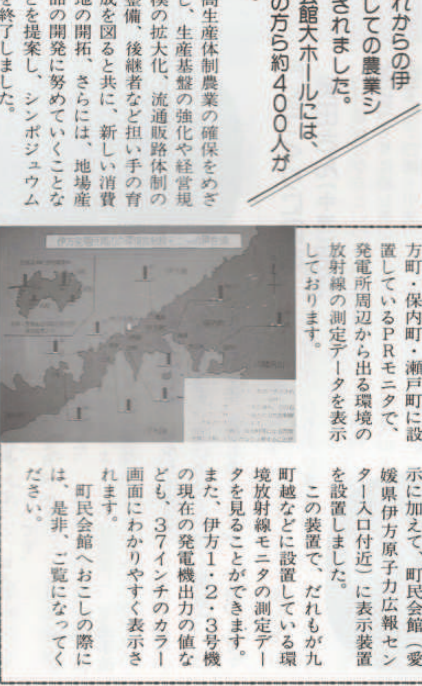 れからの伊
しての農業シ
されました。
館大ホールには、
の方ら約400人が
高生産体制農業の確保をめざ
し、生産基盤の強化や経営規
模の拡大化、流通販路体制の
整備、後継者など担い手の育
成を図ると共に、新しい消費
地の開拓、さらには、地場産
品の開発に努めていくことな
どを提案し、シンポジュウム
を終了しました。
方町・保内町・瀬戸町に設
置しているPRモニタで、
発電所周辺から出る環境の
放射線の測定データを表示
しております。
示に加えて、町民会館（愛
媛県伊方原子力広報セン
ター入口付近）に表示装置
を設置しました。
この装置で、だれもが九
町越などに設置している環
境放射線モニタの測定デー
タを見ることができます。
また、伊方1・2・3号機
の現在の発電機出力の値な
ども、37インチのカラー
画面にわかりやすく表示さ
れます。
町民会館へおこしの際に
は、是非、ご覧になってく
ださい。